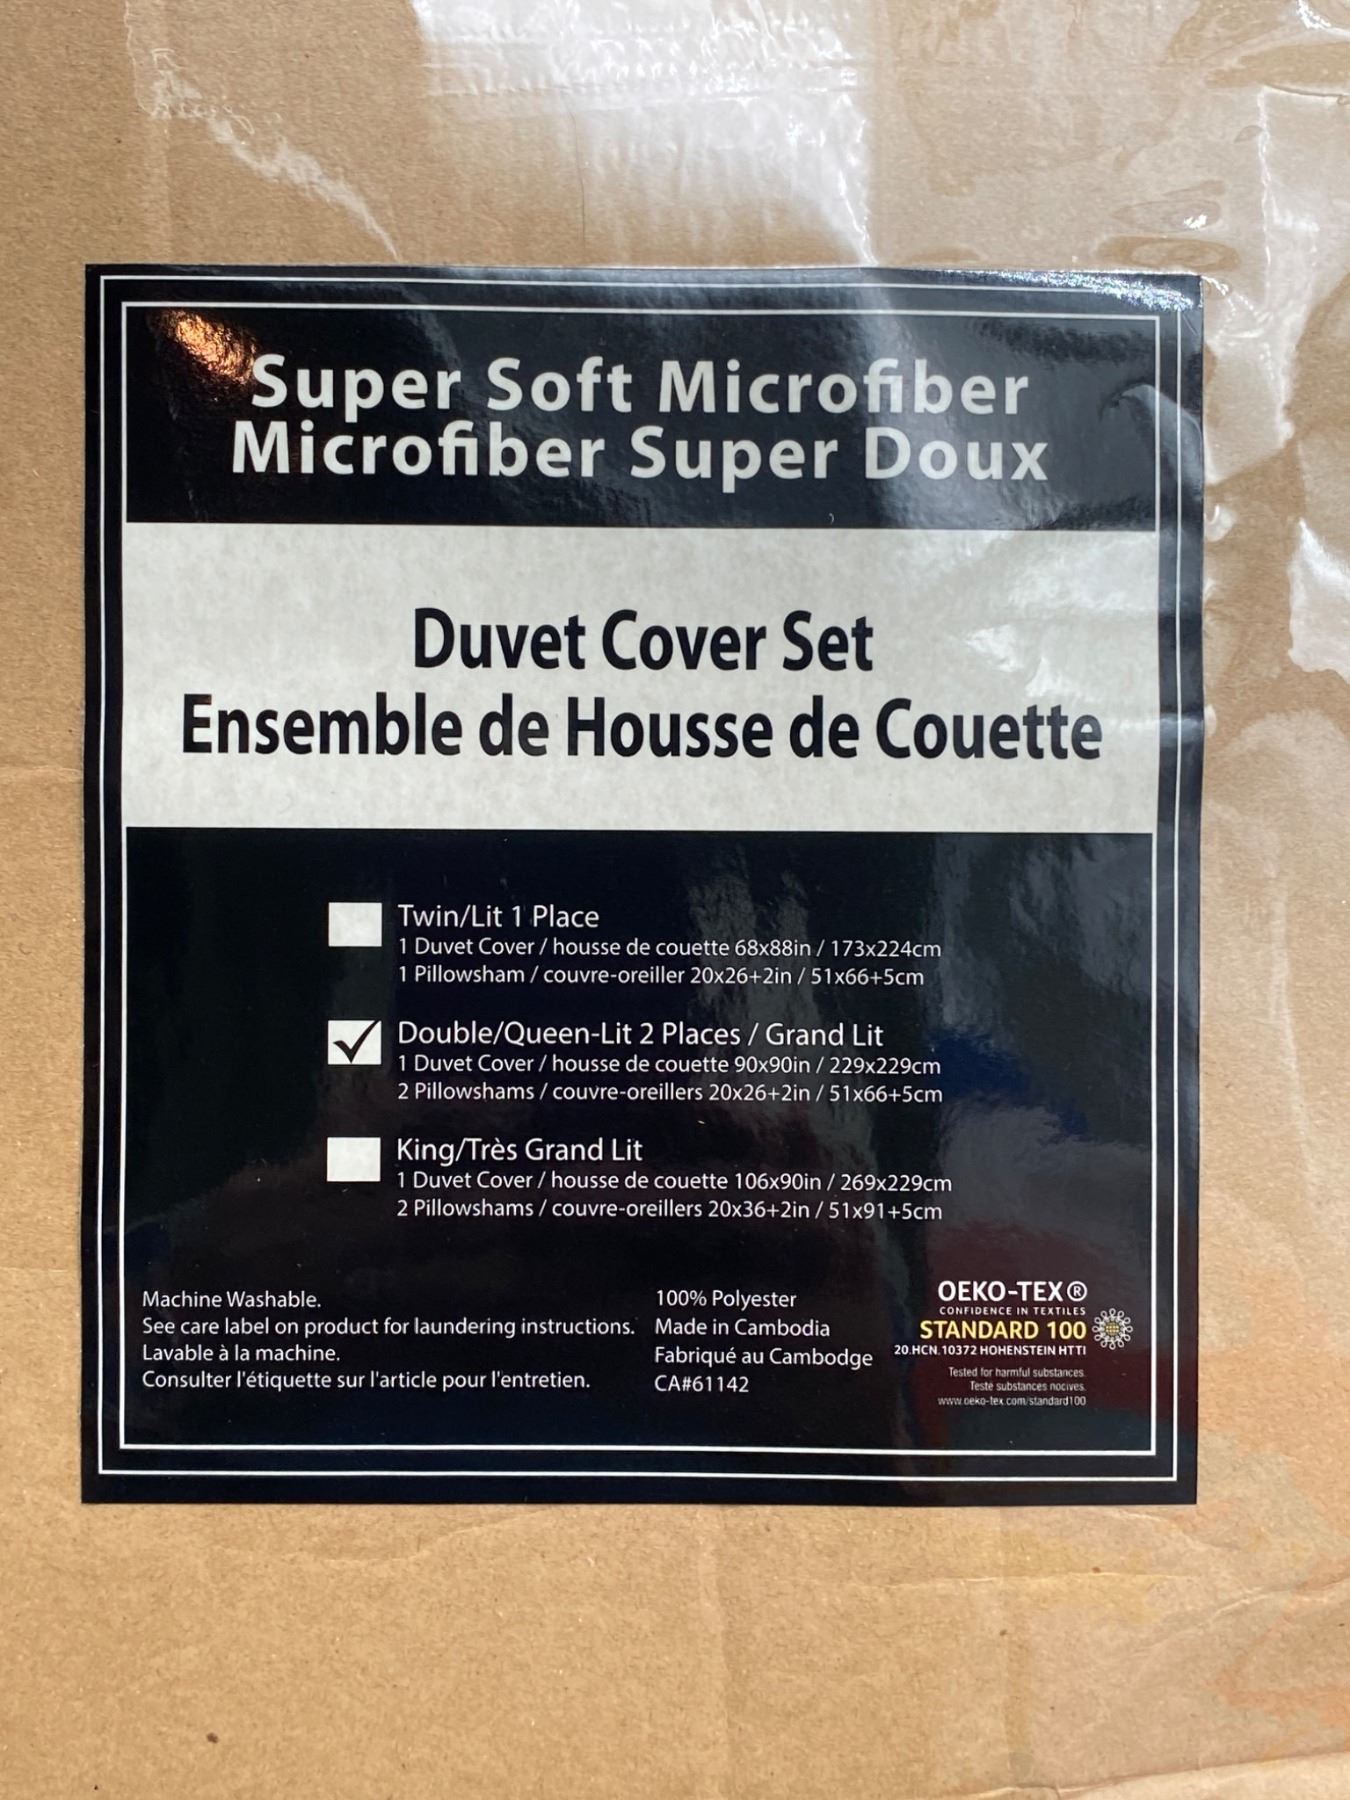 Super Soft Microfiber
Microfiber Super Doux
Duvet Cover Set
Ensemble de Housse de Couette
Twin/Lit 1 Place
1 Duvet Cover / housse de couette 68x88in / 173x224cm
1 Pillowsham / couvre-oreiller 20x26+2in / 51x66+5cm
Double/Queen-Lit 2 Places / Grand Lit
1 Duvet Cover / housse de couette 90x90in / 229x229cm
2 Pillowshams / couvre-oreillers 20x26+2in / 51x66+5cm
King/Très Grand Lit
1 Duvet Cover / housse de couette 106x90in / 269x229cm
2 Pillowshams / couvre-oreillers 20x36+2in / 51x91+5cm
Machine Washable.
See care label on product for laundering instructions.
Lavable à la machine.
Consulter l'étiquette sur l'article pour l'entretien.
100% Polyester
Made in Cambodia
Fabriqué au Cambodge
CA#61142
OEKO-TEX®
CONFIDENCE IN TEXTILES
STANDARD 100
20.HCN.10372 HOHENSTEIN HTTI
Tested for harmful substances.
Testé substances nocives.
www.oeko-tex.com/standard100